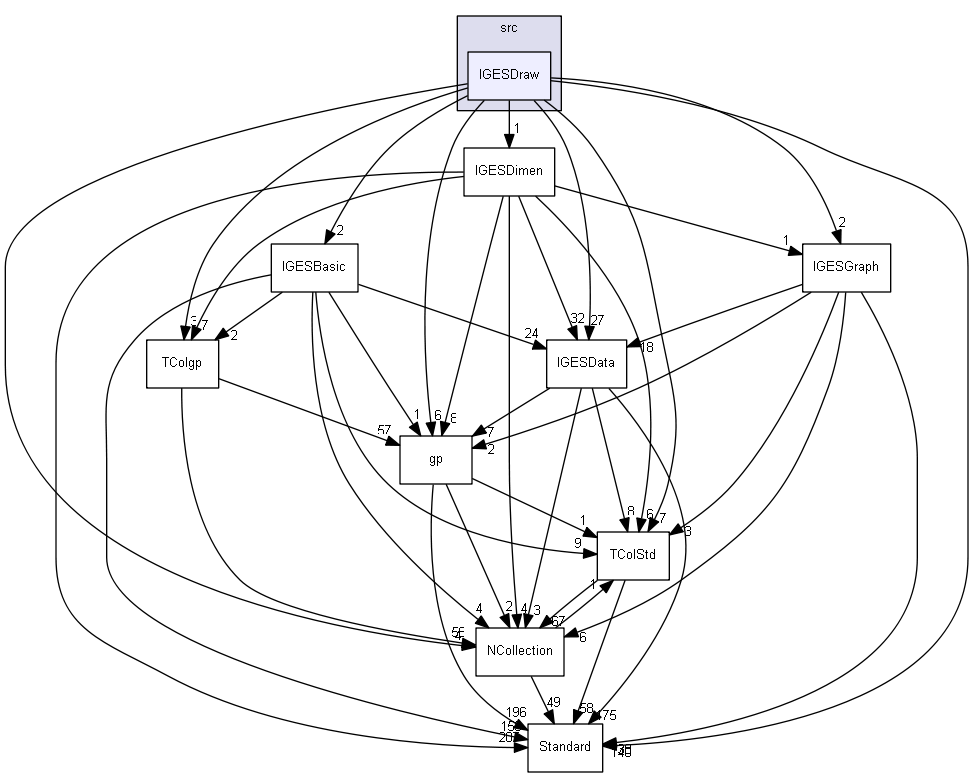 src
IGESDraw
1
IGESDimen
2
1
2
IGESBasic
IGESGraph
7
2
24
32
27
18
TColgp
IGESData
57
1
6
8
7
2
gp
1
9
8
6
7
3
TColStd
1
4
2
4
3
67
6
NCollection
49
196
58
Standard